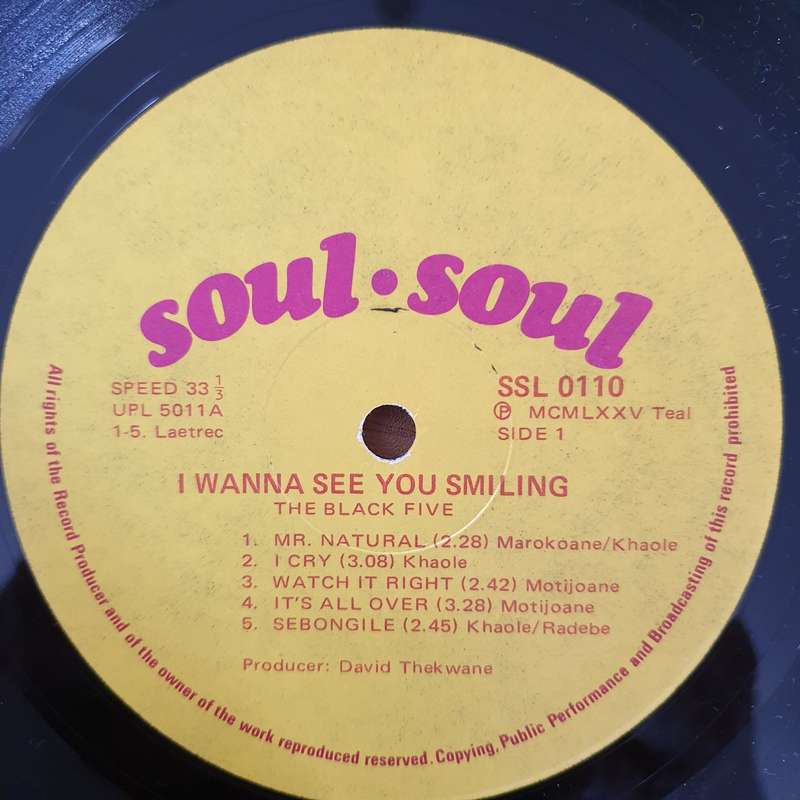 soul·soul
SPEED 33 1/3
UPL 5011A
1-5. Laetrec
SSL 0110
Ⓟ MCMLXXV Teal
SIDE 1
I WANNA SEE YOU SMILING
THE BLACK FIVE
1. MR. NATURAL (2.28) Marokoane/Khaole
2. I CRY (3.08) Khaole
3. WATCH IT RIGHT (2.42) Motijoane
4. IT'S ALL OVER (3.28) Motijoane
5. SEBONGILE (2.45) Khaole/Radebe
Producer: David Thekwane
All rights of the Record Producer and of the owner of the work reproduced reserved. Copying, Public Performance and Broadcasting of this record prohibited